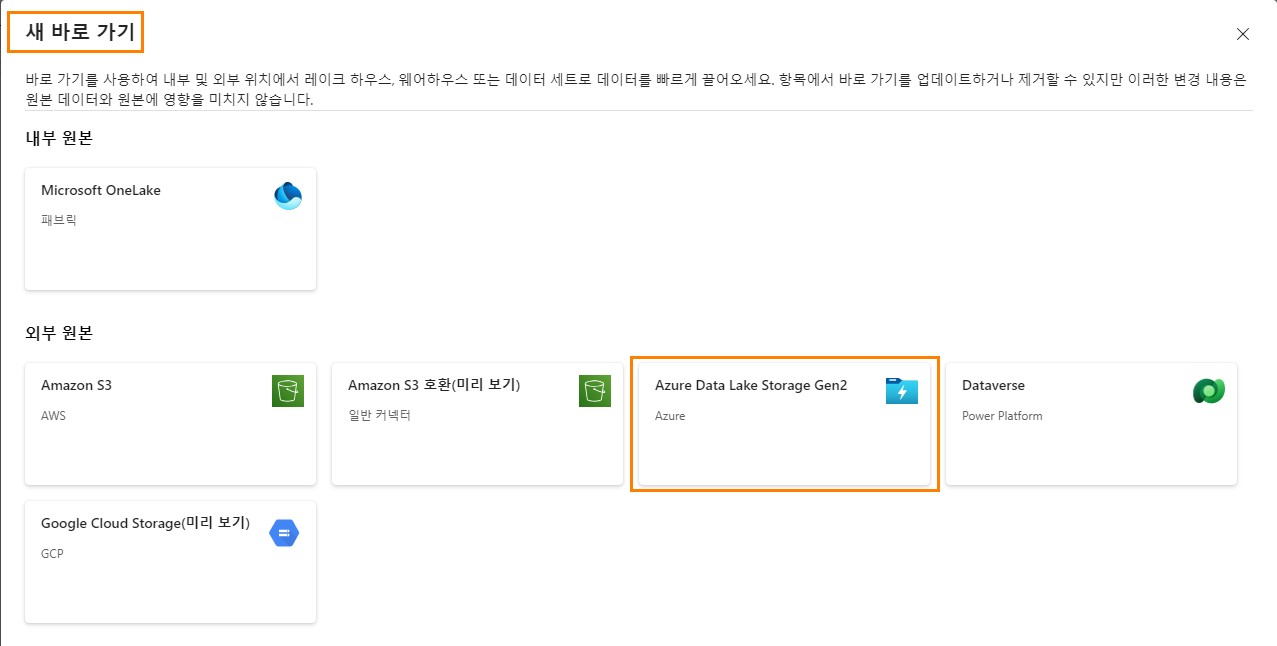 새 바로 가기
바로 가기를 사용하여 내부 및 외부 위치에서 레이크 하우스, 웨어하우스 또는 데이터 세트로 데이터를 빠르게 끌어오세요. 항목에서 바로 가기를 업데이트하거나 제거할 수 있지만 이러한 변경 내용은
원본 데이터와 원본에 영향을 미치지 않습니다.
내부 원본
Microsoft OneLake
패브릭
외부 원본
Amazon S3
AWS
Amazon S3 호환(미리 보기)
일반 커넥터
Azure Data Lake Storage Gen2
Azure
Dataverse
Power Platform
Google Cloud Storage(미리 보기)
GCP